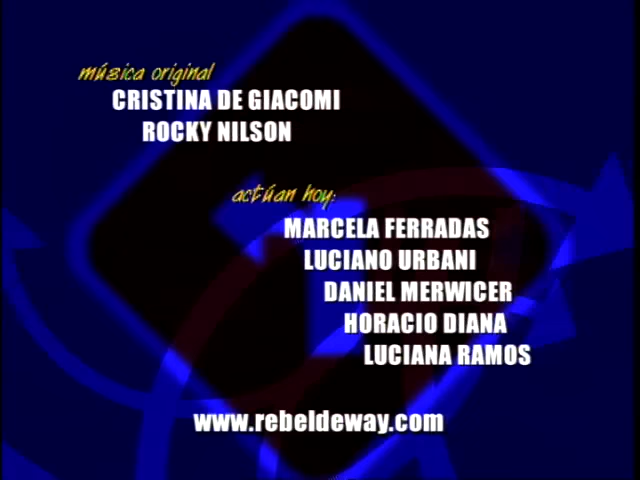 música original
CRISTINA DE GIACOMI
ROCKY NILSON
actúan hoy:
MARCELA FERRADAS
LUCIANO URBANI
DANIEL MERWICER
HORACIO DIANA
LUCIANA RAMOS
www.rebeldeway.com